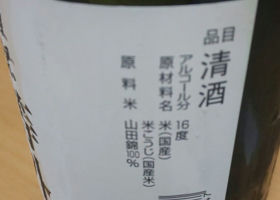 品目 清酒
アルコール分 16度
原材料名 米(国産)
米こうじ(国産米)
原料米 山田錦100%